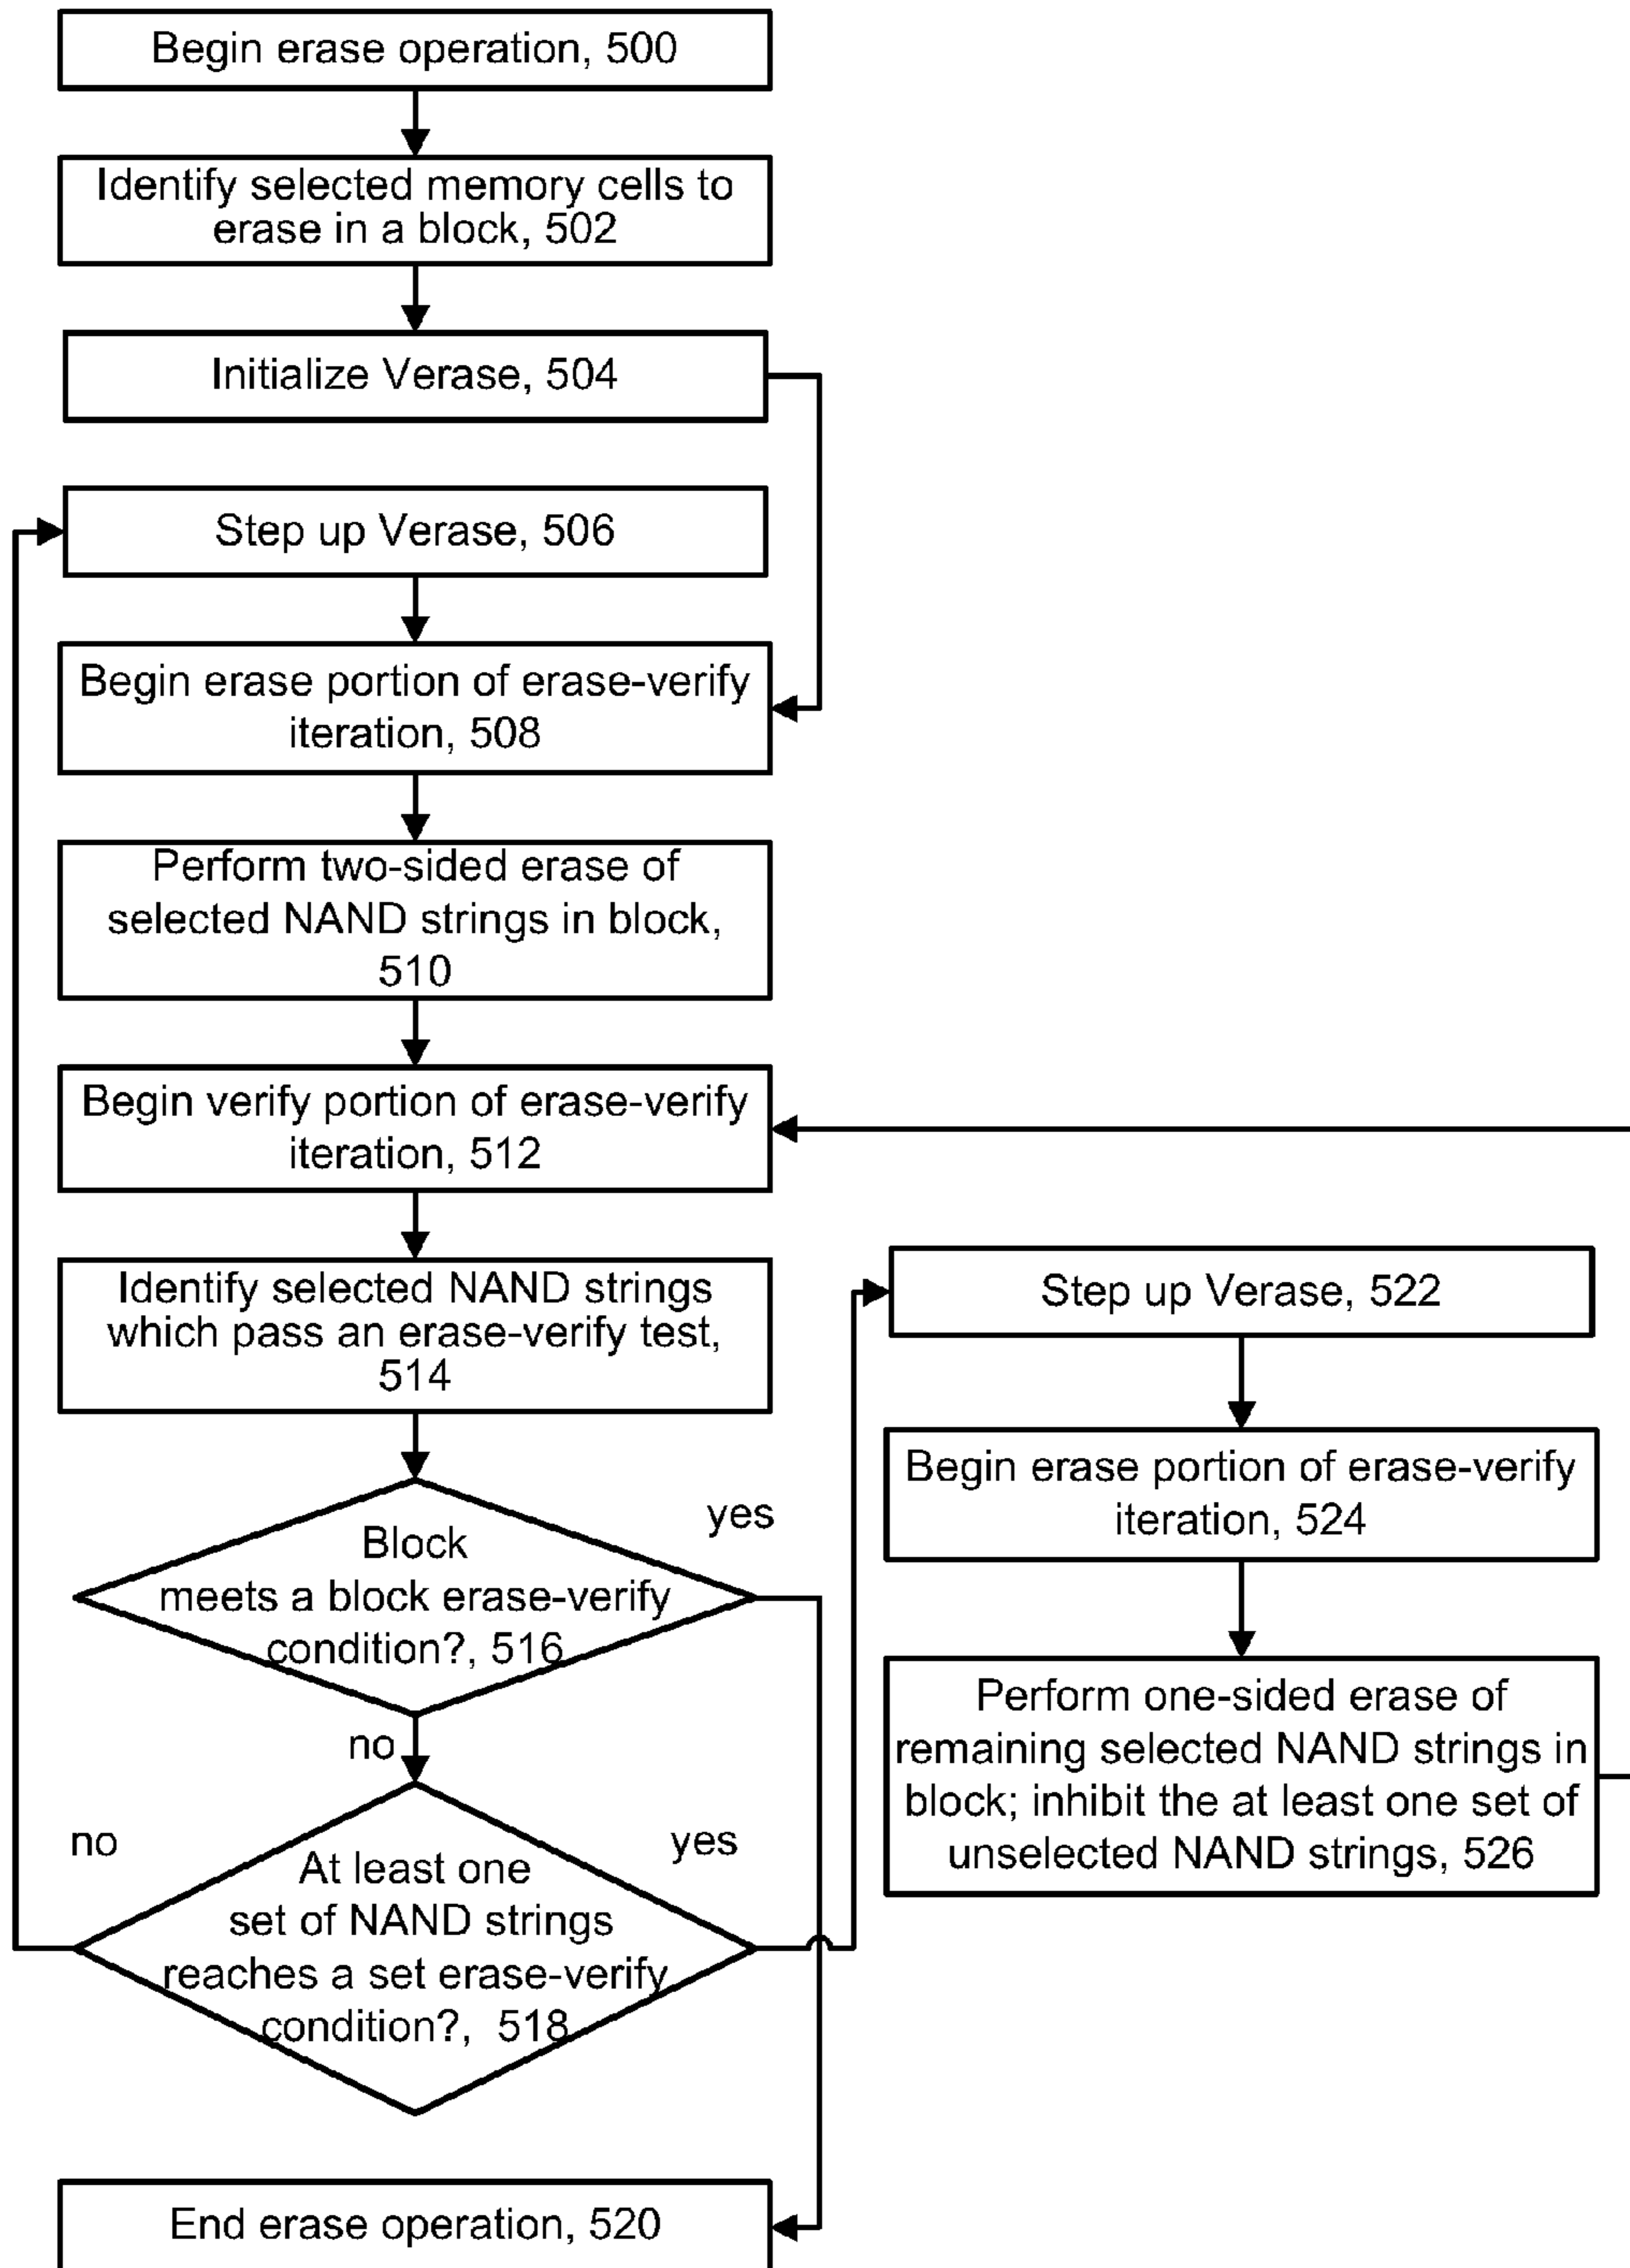 Begin erase operation, 500
Identify selected memory cells to
erase in a block, 502
Initialize Verase, 504
Step up Verase, 506
Begin erase portion of erase-verify
iteration, 508
Perform two-sided erase of
selected NAND strings in block,
510
Begin verify portion of erase-verify
iteration, 512
Identify selected NAND strings
which pass an erase-verify test,
514
Block
meets a block erase-verify
condition?, 516
yes
no
At least one
set of NAND strings
reaches a set erase-verify
condition?, 518
no
yes
End erase operation, 520
Step up Verase, 522
Begin erase portion of erase-verify
iteration, 524
Perform one-sided erase of
remaining selected NAND strings in
block; inhibit the at least one set of
unselected NAND strings, 526